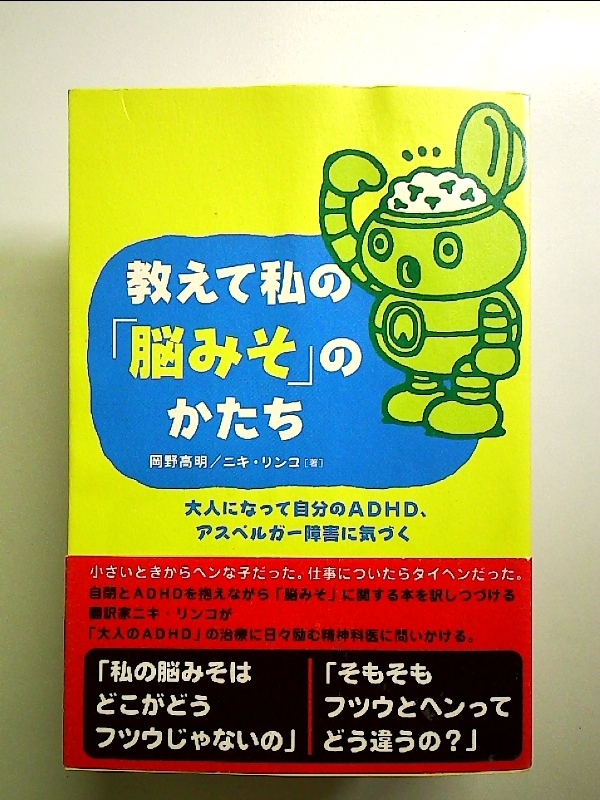 教えて私の
「脳みそ」の
かたち
岡野高明／ニキ・リンコ［著］
大人になって自分のADHD、
アスペルガー障害に気づく
小さいときからヘンな子だった。仕事についたらタイヘンだった。
自閉とADHDを抱えながら「脳みそ」に関する本を訳しつづける
翻訳家ニキ・リンコが
「大人のADHD」の治療に日々励む精神科医に問いかける。
「私の脳みそは
どこがどう
フツウじゃないの」
「そもそも
フツウとヘンって
どう違うの？」